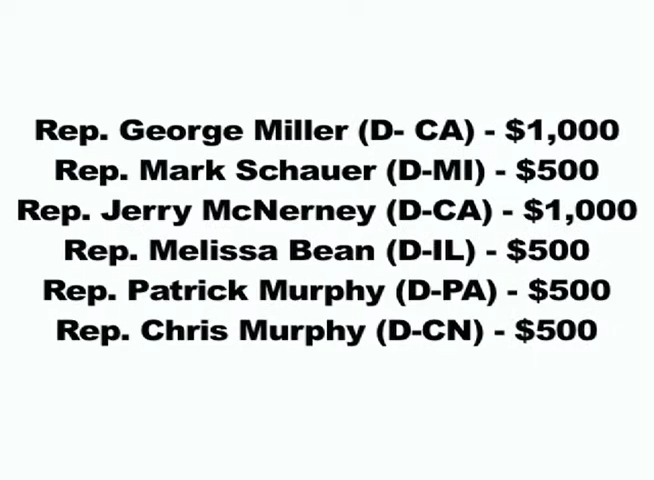 Rep. George Miller (D- CA) - $1,000
Rep. Mark Schauer (D-MI) - $500
Rep. Jerry McNerney (D-CA) - $1,000
Rep. Melissa Bean (D-IL) - $500
Rep. Patrick Murphy (D-PA) - $500
Rep. Chris Murphy (D-CN) - $500